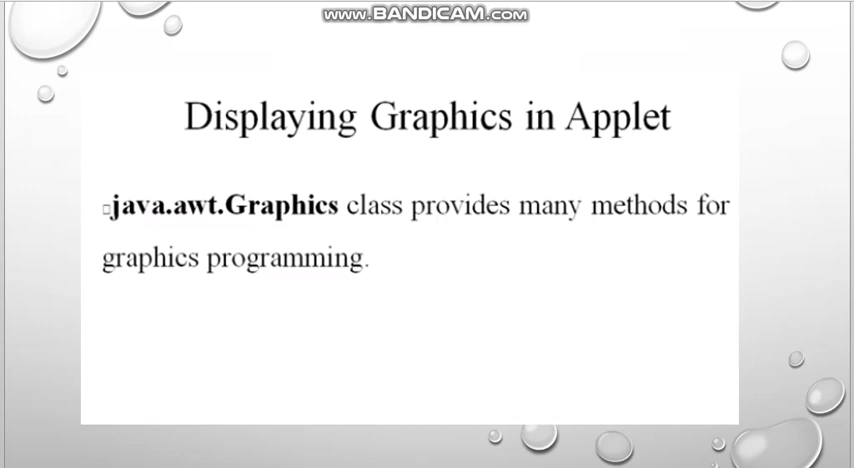 www.BANDICAM.com
Displaying Graphics in Applet
java.awt.Graphics class provides many methods for
graphics programming.